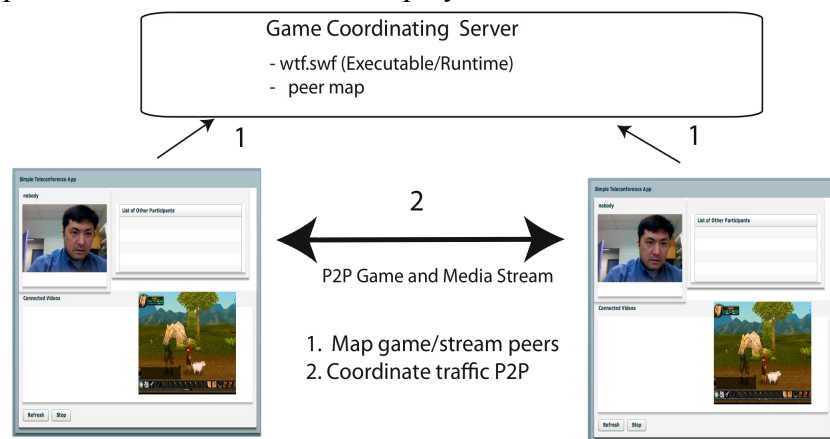 Game Coordinating Server
- wtf.swf (Executable/Runtime)
- peer map
1
1
Simple Teleconference App
nobody
List of Other Participants
Connected Videos
Refresh Stop
2
P2P Game and Media Stream
1. Map game/stream peers
2. Coordinate traffic P2P
Simple Teleconference App
nobody
List of Other Participants
Connected Videos
Refresh Stop